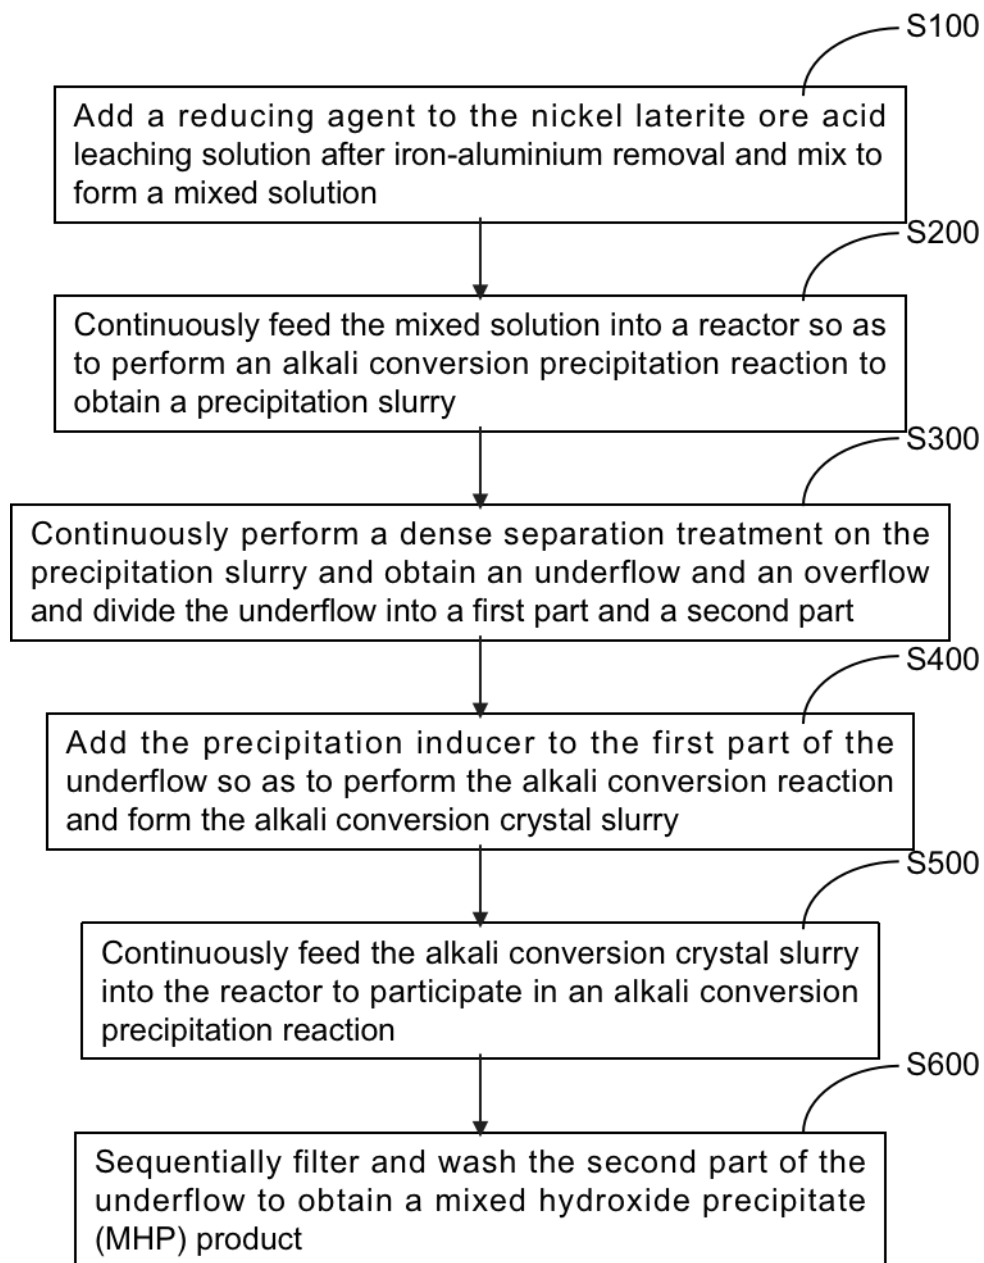 S100
Add a reducing agent to the nickel laterite ore acid
leaching solution after iron-aluminium removal and mix to
form a mixed solution
S200
Continuously feed the mixed solution into a reactor so as
to perform an alkali conversion precipitation reaction to
obtain a precipitation slurry
S300
Continuously perform a dense separation treatment on the
precipitation slurry and obtain an underflow and an overflow
and divide the underflow into a first part and a second part
S400
Add the precipitation inducer to the first part of the
underflow so as to perform the alkali conversion reaction
and form the alkali conversion crystal slurry
S500
Continuously feed the alkali conversion crystal slurry
into the reactor to participate in an alkali conversion
precipitation reaction
S600
Sequentially filter and wash the second part of the
underflow to obtain a mixed hydroxide precipitate
(MHP) product